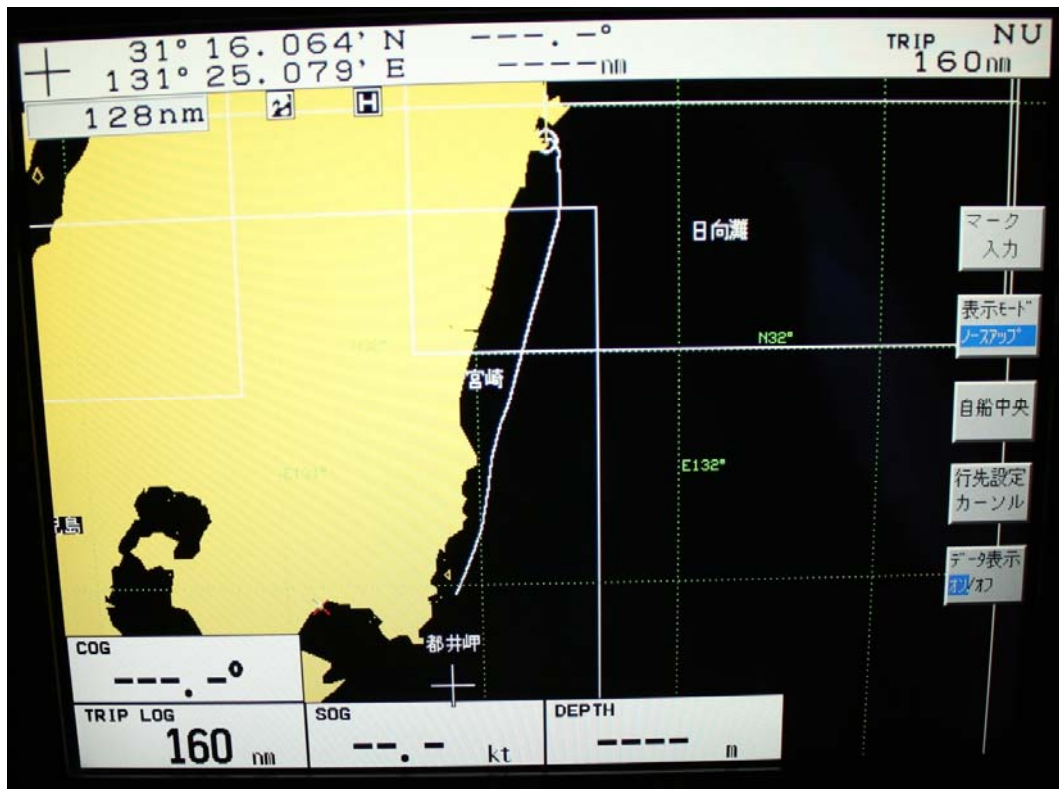 31° 16.064' N
131° 25.079' E
---.-°
----nm
TRIP
160nm
NU
128nm
H
日向灘
マーク
入力
表示モード
ノースアップ
N32°
N32°
宮崎
自船中央
E132°
E131°
行先設定
カーソル
島
データ表示
オン/オフ
都井岬
COG
---.-°
TRIP LOG
160 nm
SOG
--.- kt
DEPTH
---- m